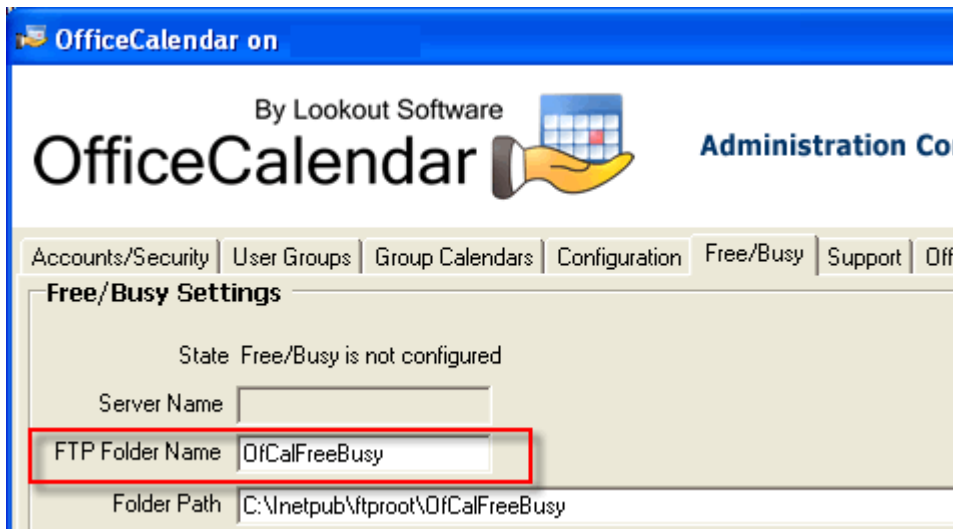 OfficeCalendar on
By Lookout Software
OfficeCalendar
Administration Co
Accounts/Security User Groups Group Calendars Configuration Free/Busy Support Off
Free/Busy Settings
State Free/Busy is not configured
Server Name
FTP Folder Name OfCalFreeBusy
Folder Path C:\Inetpub\ftproot\OfCalFreeBusy